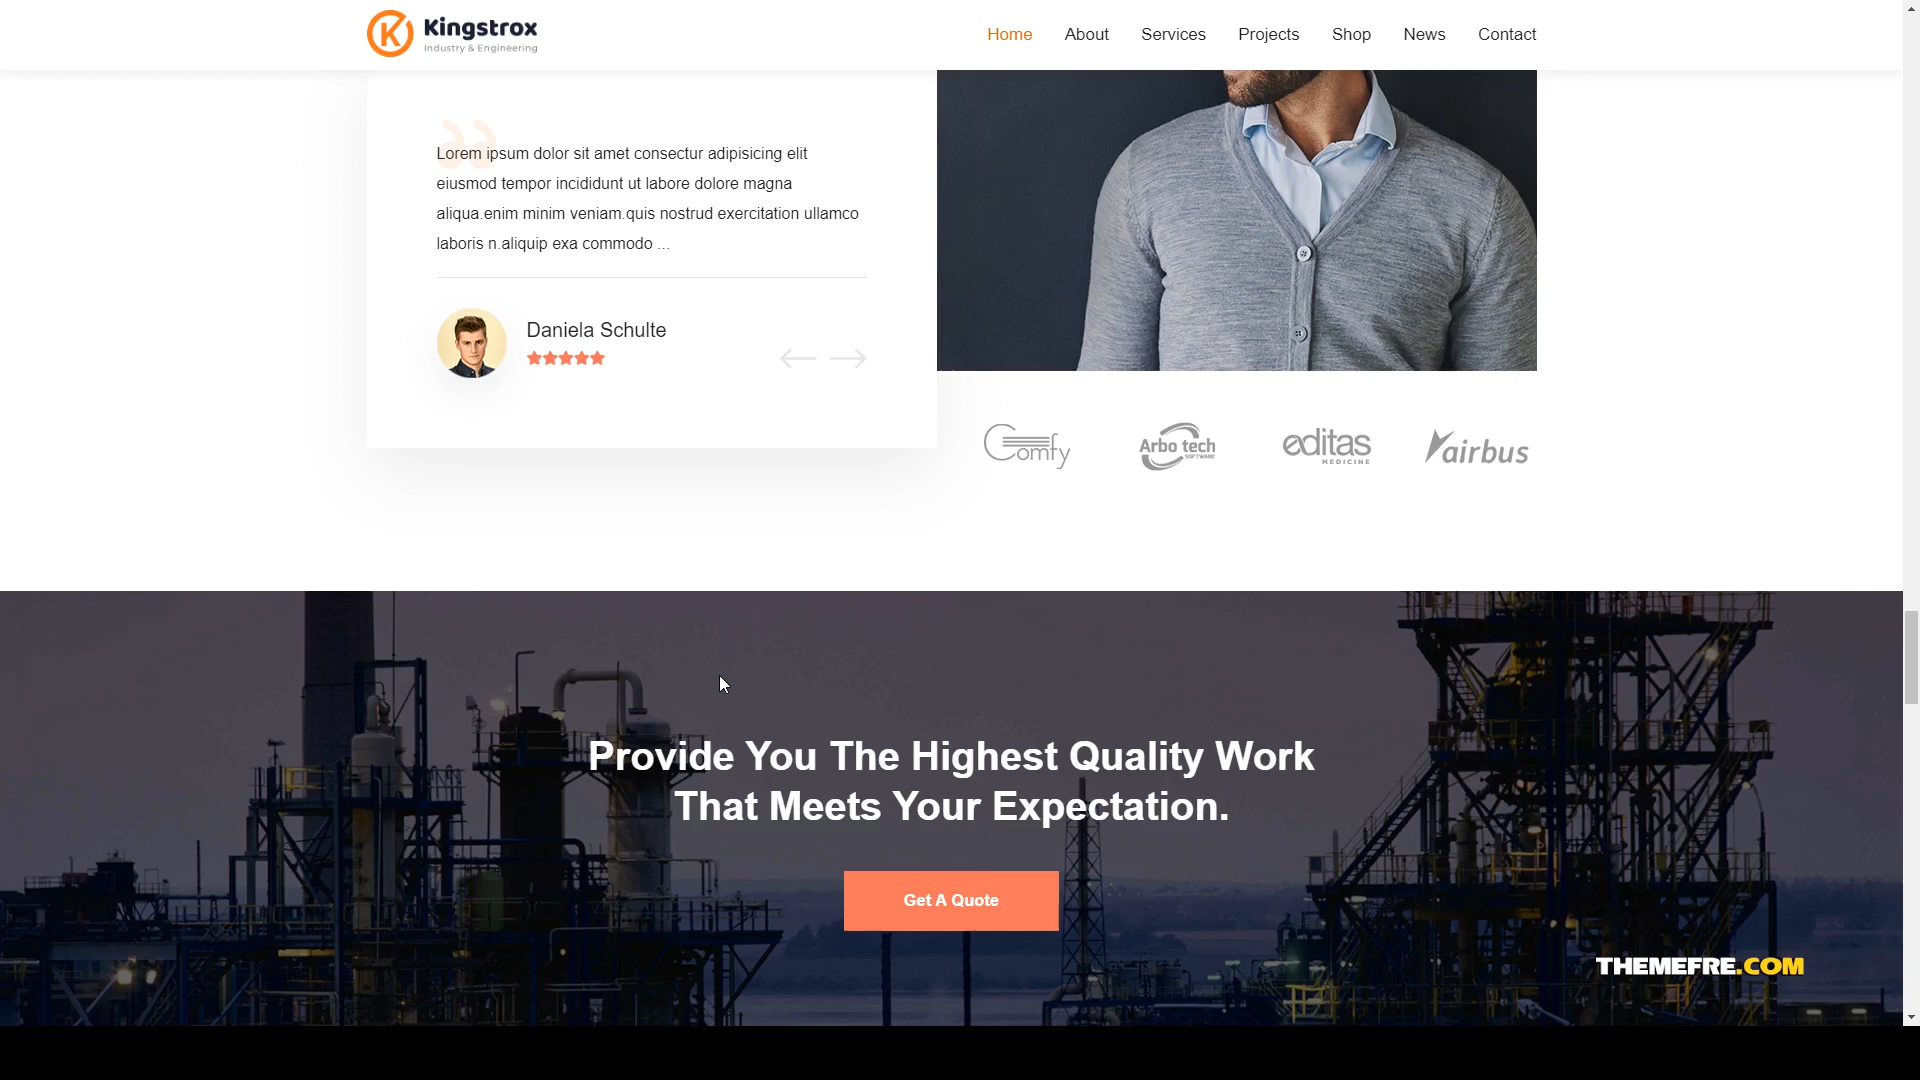 Kingstrox
Industry & Engineering
Home About Services Projects Shop News Contact
Lorem ipsum dolor sit amet consectur adipisicing elit
eiusmod tempor incididunt ut labore dolore magna
aliqua.enim minim veniam.quis nostrud exercitation ullamco
laboris n.aliquip exa commodo ...
Daniela Schulte
Comfy
Arbo tech
SOFTWARE
editas
MEDICINE
airbus
Provide You The Highest Quality Work
That Meets Your Expectation.
Get A Quote
THEMEFRE.COM